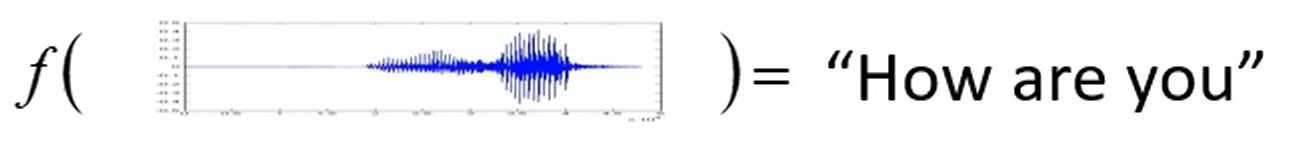 f( ) = “How are you”